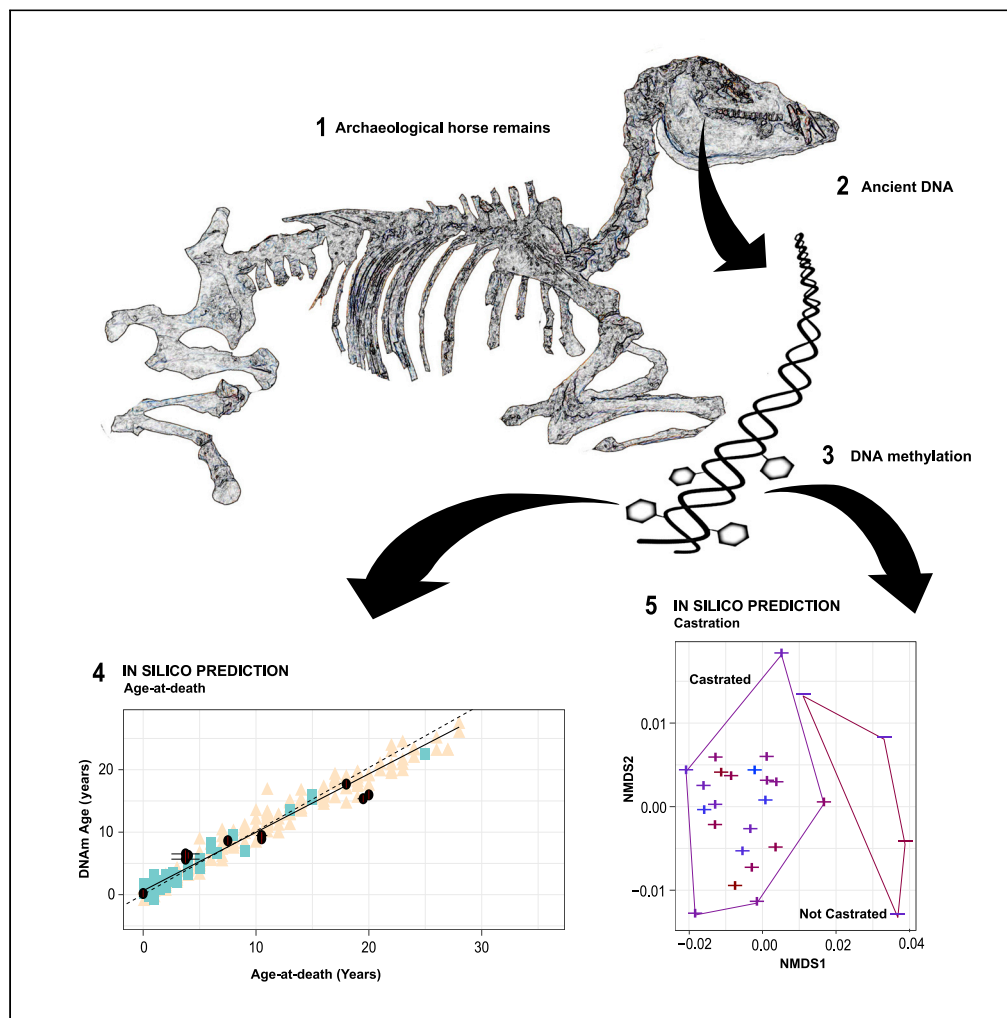 1 Archaeological horse remains
2 Ancient DNA
3 DNA methylation
4 IN SILICO PREDICTION
Age-at-death
DNAm Age (years)
20
10
0
0 10 20 30
Age-at-death (Years)
5 IN SILICO PREDICTION
Castration
Castrated
Not Castrated
NMDS2
0.01
0.00
−0.01
−0.02 0.00 0.02 0.04
NMDS1